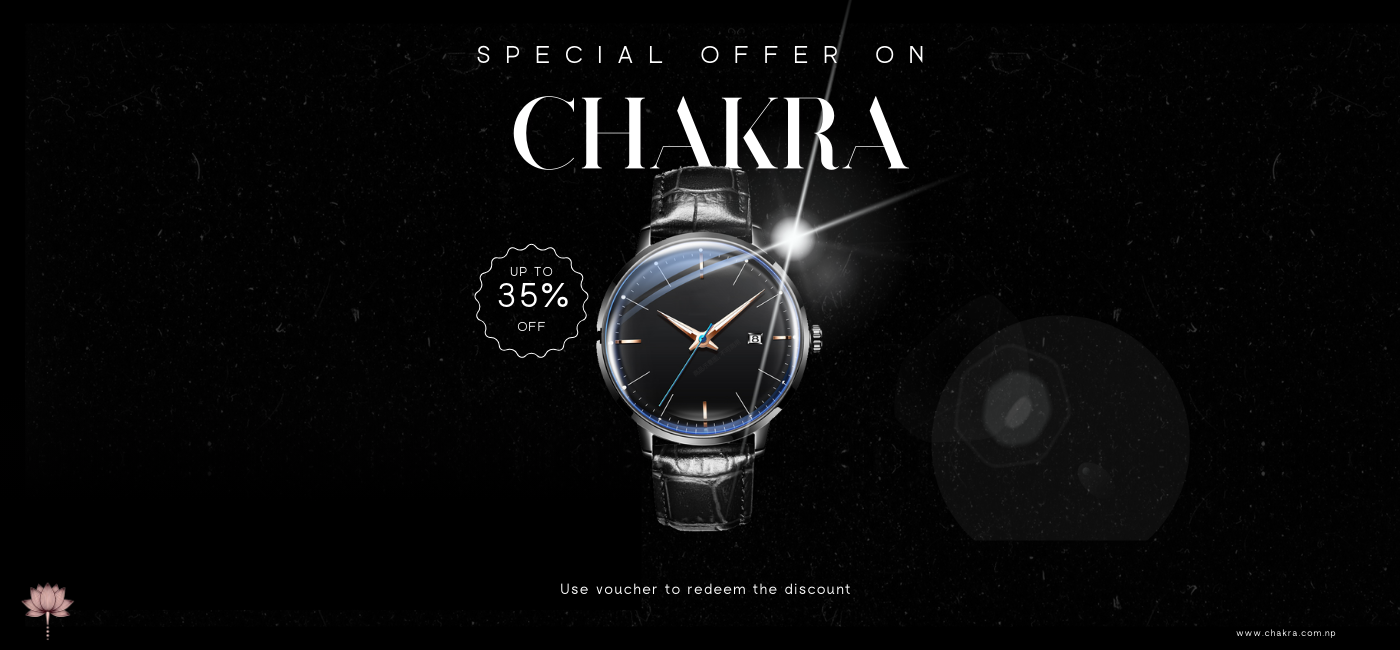 SPECIAL OFFER ON
CHAKRA
UP TO
35%
OFF
Use voucher to redeem the discount
www.chakra.com.np